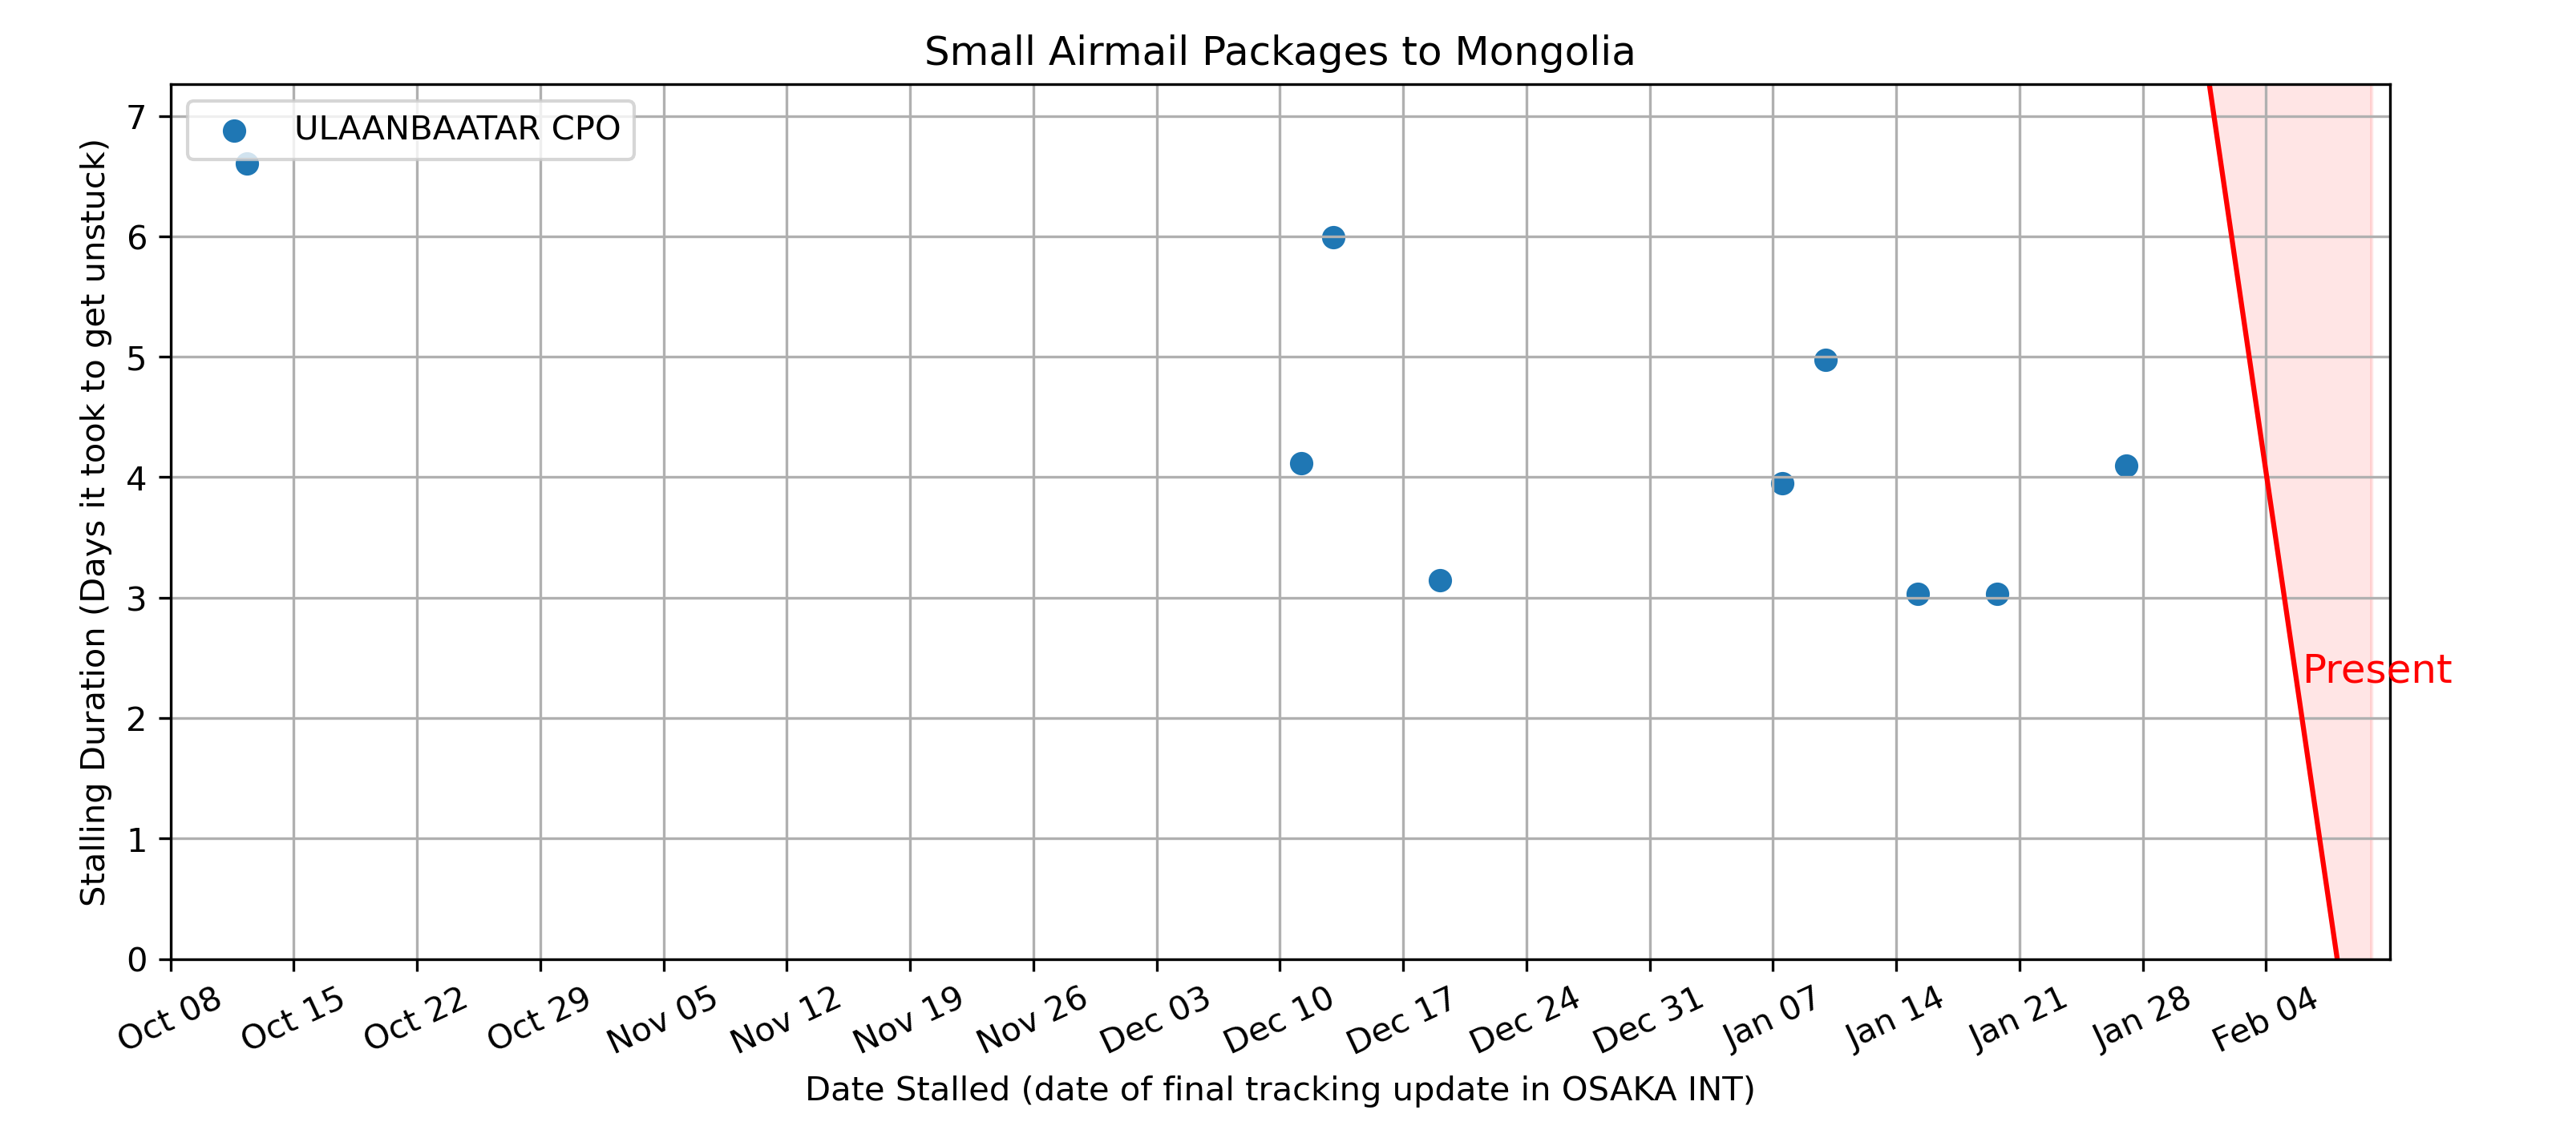 Small Airmail Packages to Mongolia
ULAANBAATAR CPO
Stalling Duration (Days it took to get unstuck)
7
6
5
4
3
2
1
0
Present
Oct 08 Oct 15 Oct 22 Oct 29 Nov 05 Nov 12 Nov 19 Nov 26 Dec 03 Dec 10 Dec 17 Dec 24 Dec 31 Jan 07 Jan 14 Jan 21 Jan 28 Feb 04
Date Stalled (date of final tracking update in OSAKA INT)